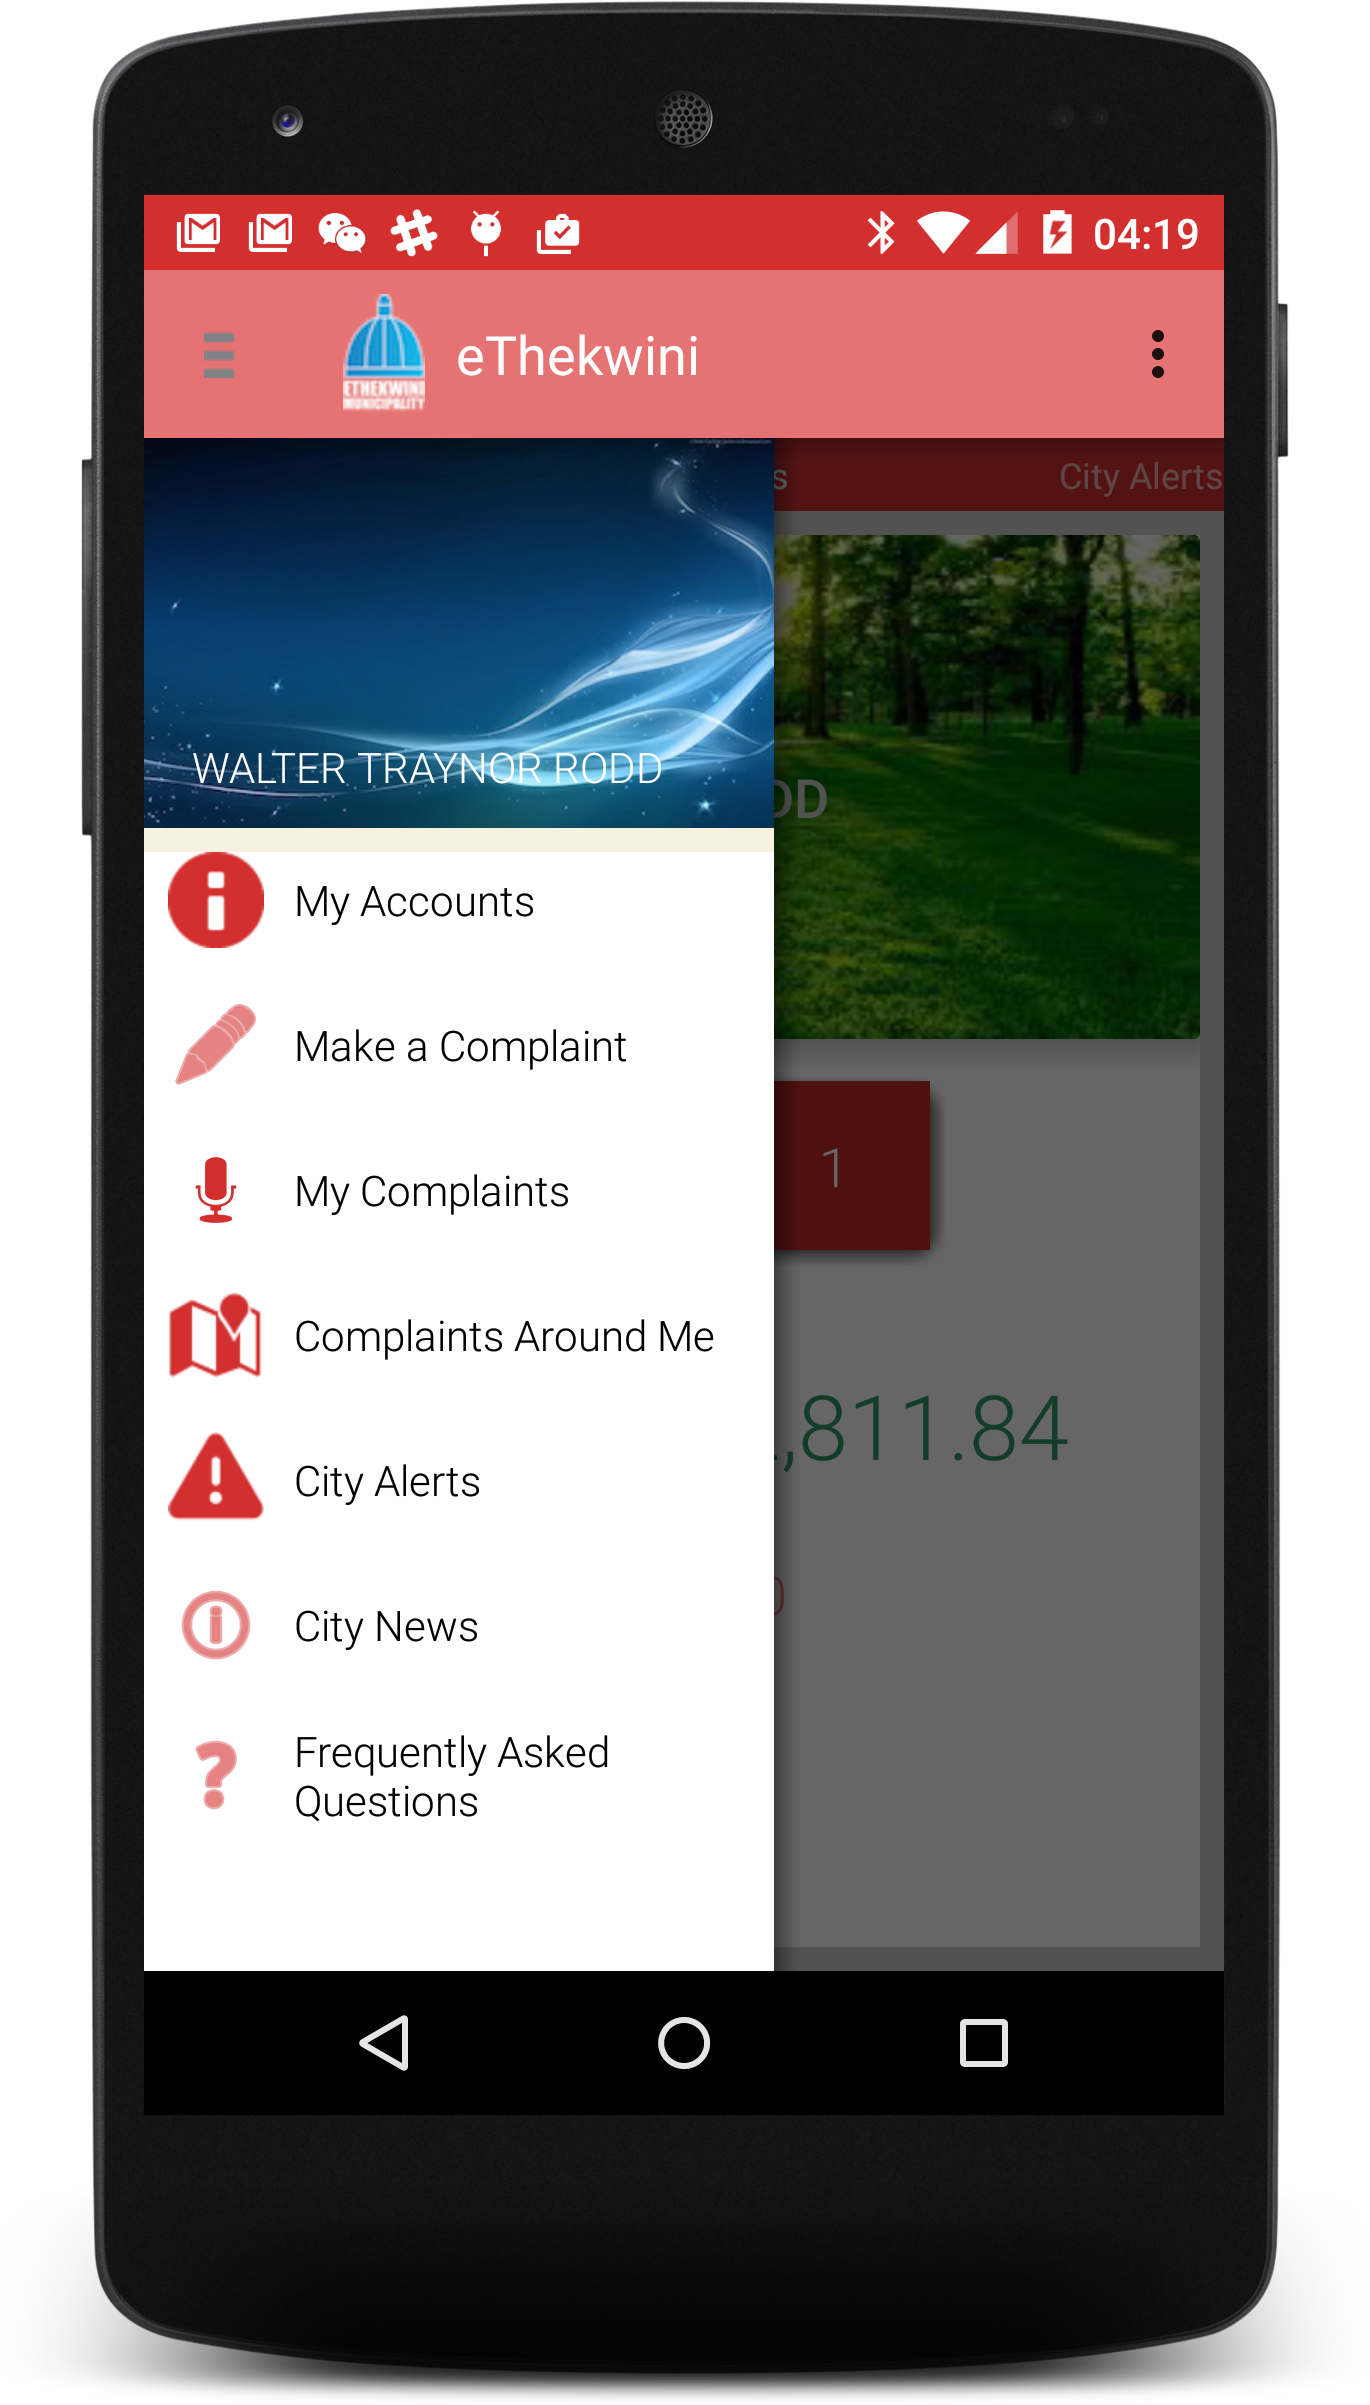 04:19
ETHEKWINI
MUNICIPALITY
eThekwini
s
City Alerts
WALTER TRAYNOR RODD
DD
My Accounts
Make a Complaint
1
My Complaints
Complaints Around Me
,811.84
City Alerts
0
City News
Frequently Asked
Questions